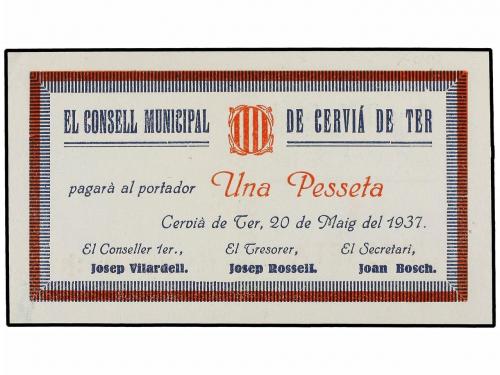 EL CONSELL MUNICIPAL DE CERVIÁ DE TER
pagarà al portador Una Pesseta
Cervià de Ter, 20 de Maig del 1937.
El Conseller 1er., El Tresorer, El Secretari,
Josep Vilardell. Josep Rossell. Joan Bosch.